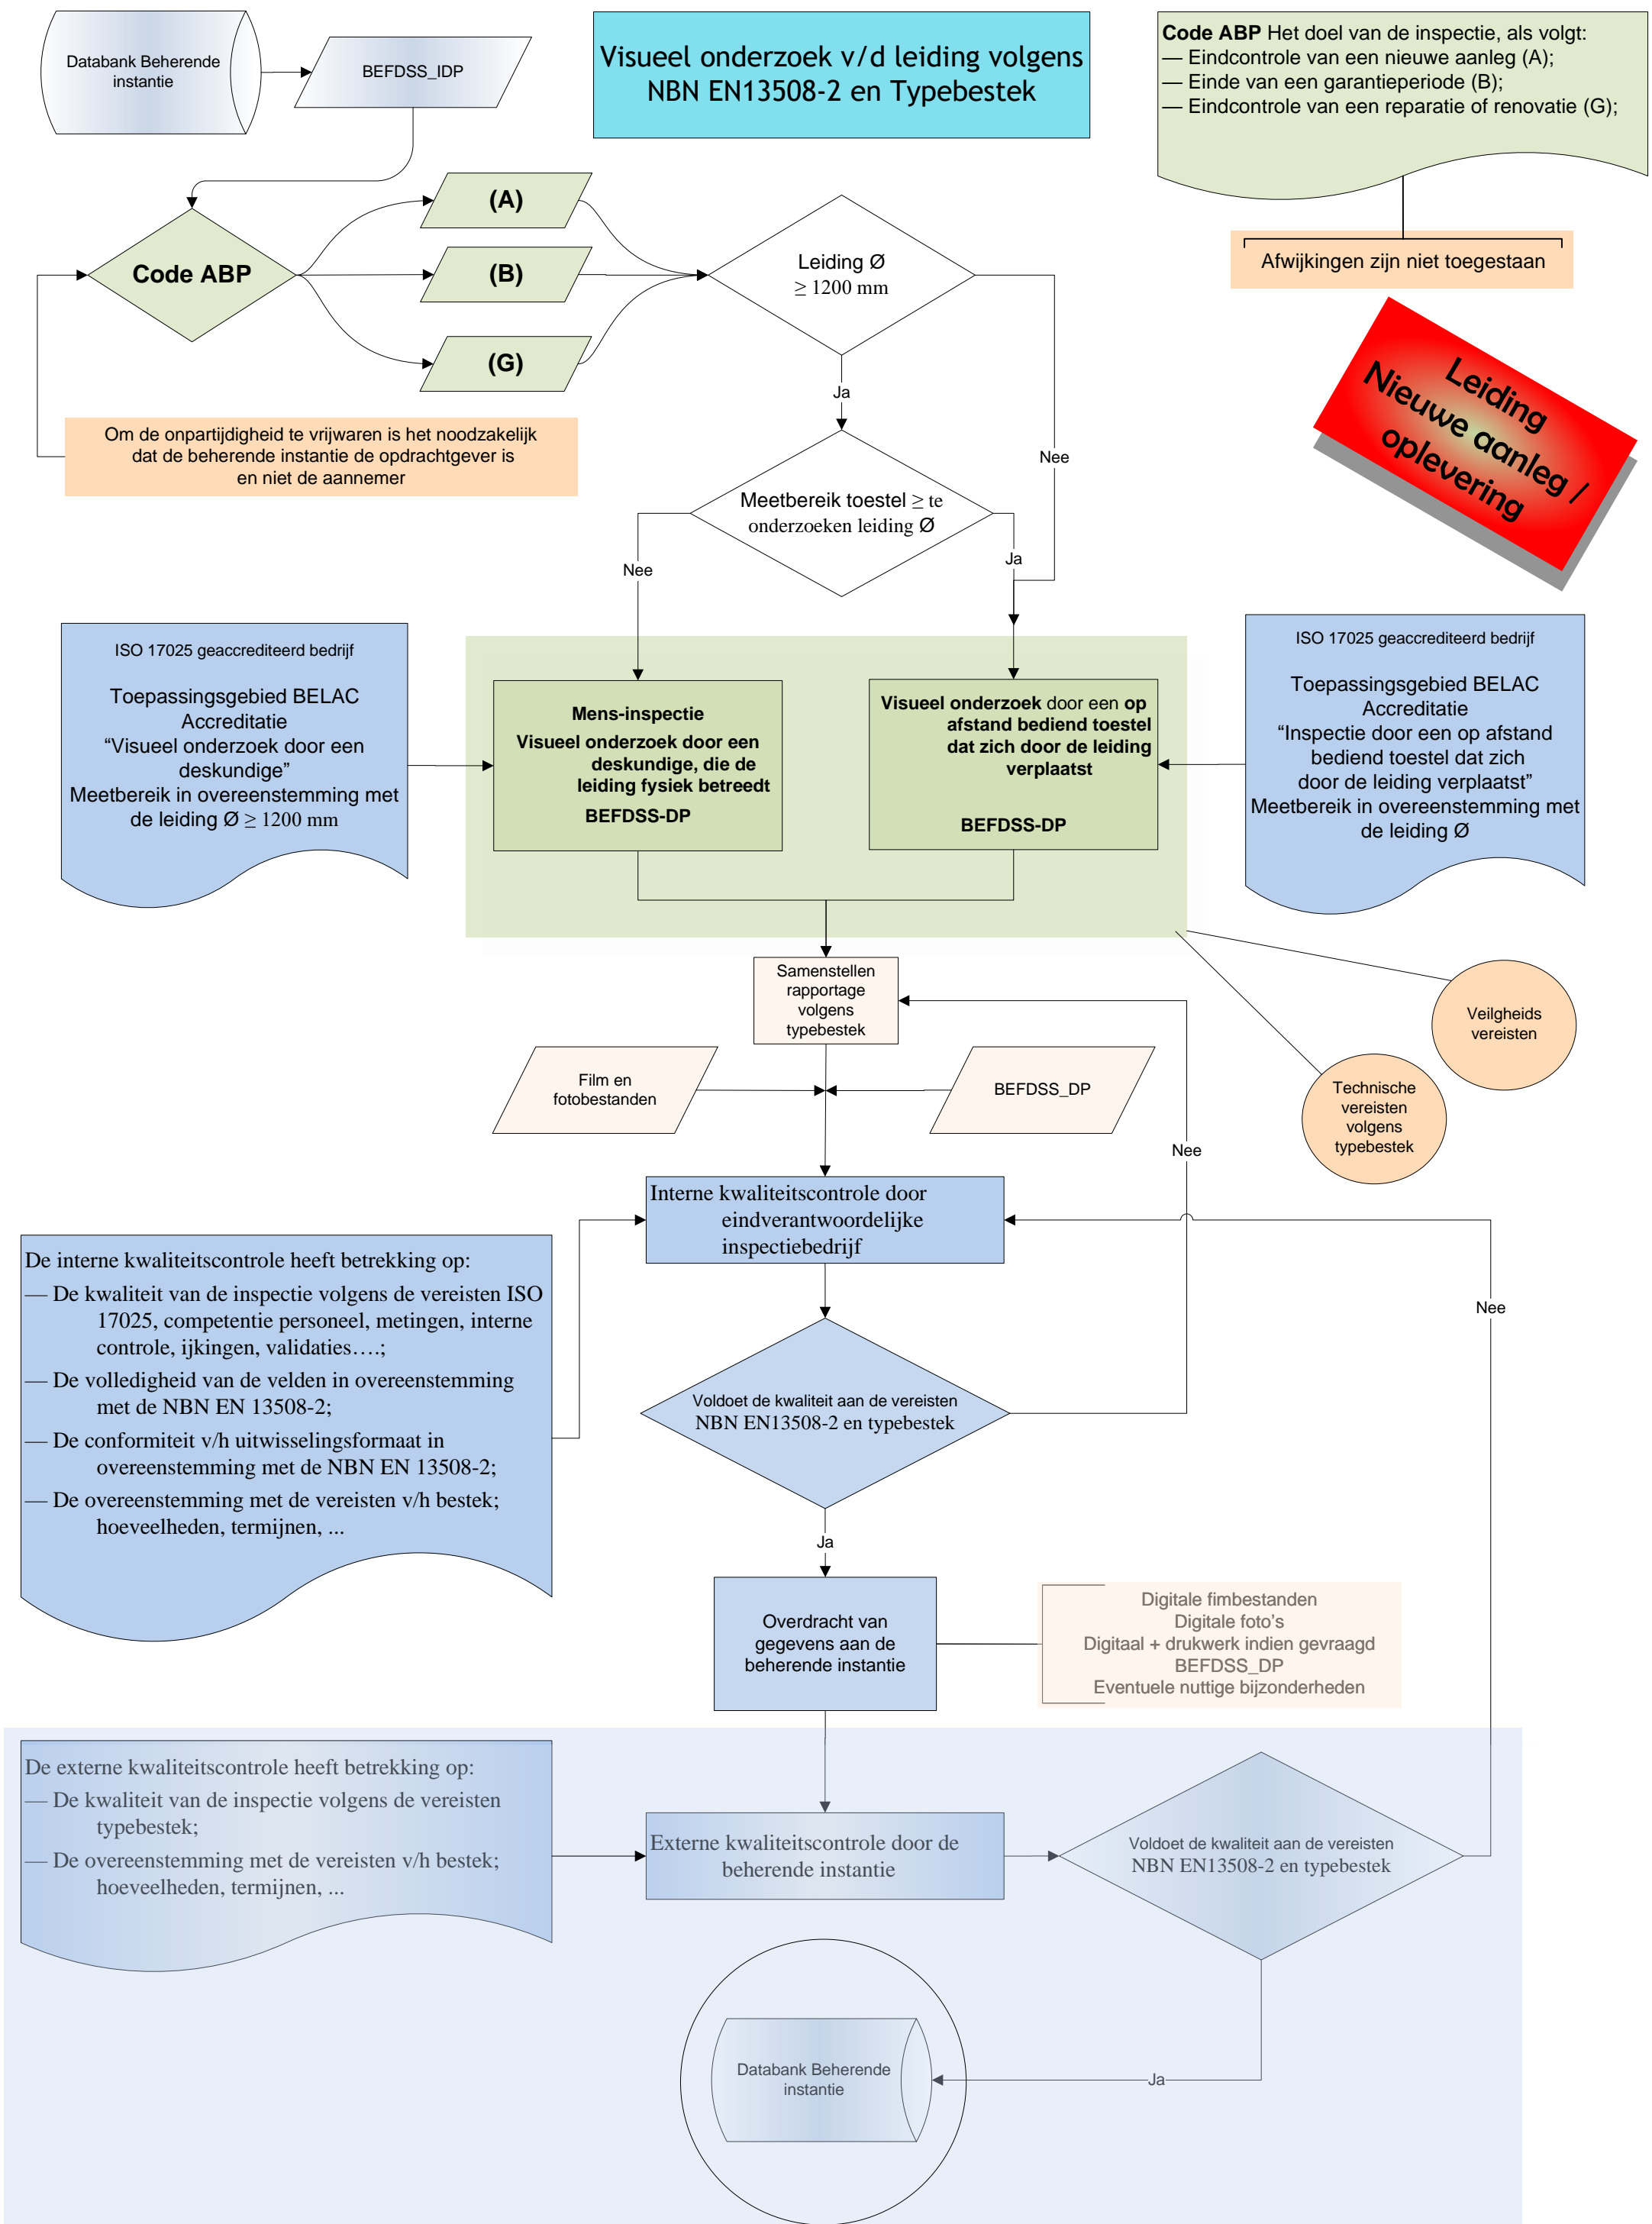 Databank Beherende
instantie
BEFDSS_IDP
Visueel onderzoek v/d leiding volgens
NBN EN13508-2 en Typebestek
Code ABP Het doel van de inspectie, als volgt:
— Eindcontrole van een nieuwe aanleg (A);
— Einde van een garantieperiode (B);
— Eindcontrole van een reparatie of renovatie (G);
Afwijkingen zijn niet toegestaan
Code ABP
(A)
(B)
(G)
Leiding Ø
≥ 1200 mm
Ja
Nee
Leiding
Nieuwe aanleg /
oplevering
Om de onpartijdigheid te vrijwaren is het noodzakelijk
dat de beherende instantie de opdrachtgever is
en niet de aannemer
Meetbereik toestel ≥ te
onderzoeken leiding Ø
Nee
Ja
ISO 17025 geaccrediteerd bedrijf
Toepassingsgebied BELAC
Accreditatie
“Visueel onderzoek door een
deskundige”
Meetbereik in overeenstemming met
de leiding Ø ≥ 1200 mm
Mens-inspectie
Visueel onderzoek door een
deskundige, die de
leiding fysiek betreedt
BEFDSS-DP
Visueel onderzoek door een op
afstand bediend toestel
dat zich door de leiding
verplaatst
BEFDSS-DP
ISO 17025 geaccrediteerd bedrijf
Toepassingsgebied BELAC
Accreditatie
“Inspectie door een op afstand
bediend toestel dat zich
door de leiding verplaatst”
Meetbereik in overeenstemming met
de leiding Ø
Samenstellen
rapportage
volgens
typebestek
Veilgheids
vereisten
Technische
vereisten
volgens
typebestek
Film en
fotobestanden
BEFDSS_DP
Nee
Interne kwaliteitscontrole door
eindverantwoordelijke
inspectiebedrijf
De interne kwaliteitscontrole heeft betrekking op:
— De kwaliteit van de inspectie volgens de vereisten ISO
17025, competentie personeel, metingen, interne
controle, ijkingen, validaties….;
— De volledigheid van de velden in overeenstemming
met de NBN EN 13508-2;
— De conformiteit v/h uitwisselingsformaat in
overeenstemming met de NBN EN 13508-2;
— De overeenstemming met de vereisten v/h bestek;
hoeveelheden, termijnen, ...
Nee
Voldoet de kwaliteit aan de vereisten
NBN EN13508-2 en typebestek
Ja
Overdracht van
gegevens aan de
beherende instantie
Digitale fimbestanden
Digitale foto’s
Digitaal + drukwerk indien gevraagd
BEFDSS_DP
Eventuele nuttige bijzonderheden
De externe kwaliteitscontrole heeft betrekking op:
— De kwaliteit van de inspectie volgens de vereisten
typebestek;
— De overeenstemming met de vereisten v/h bestek;
hoeveelheden, termijnen, ...
Externe kwaliteitscontrole door de
beherende instantie
Voldoet de kwaliteit aan de vereisten
NBN EN13508-2 en typebestek
Databank Beherende
instantie
Ja